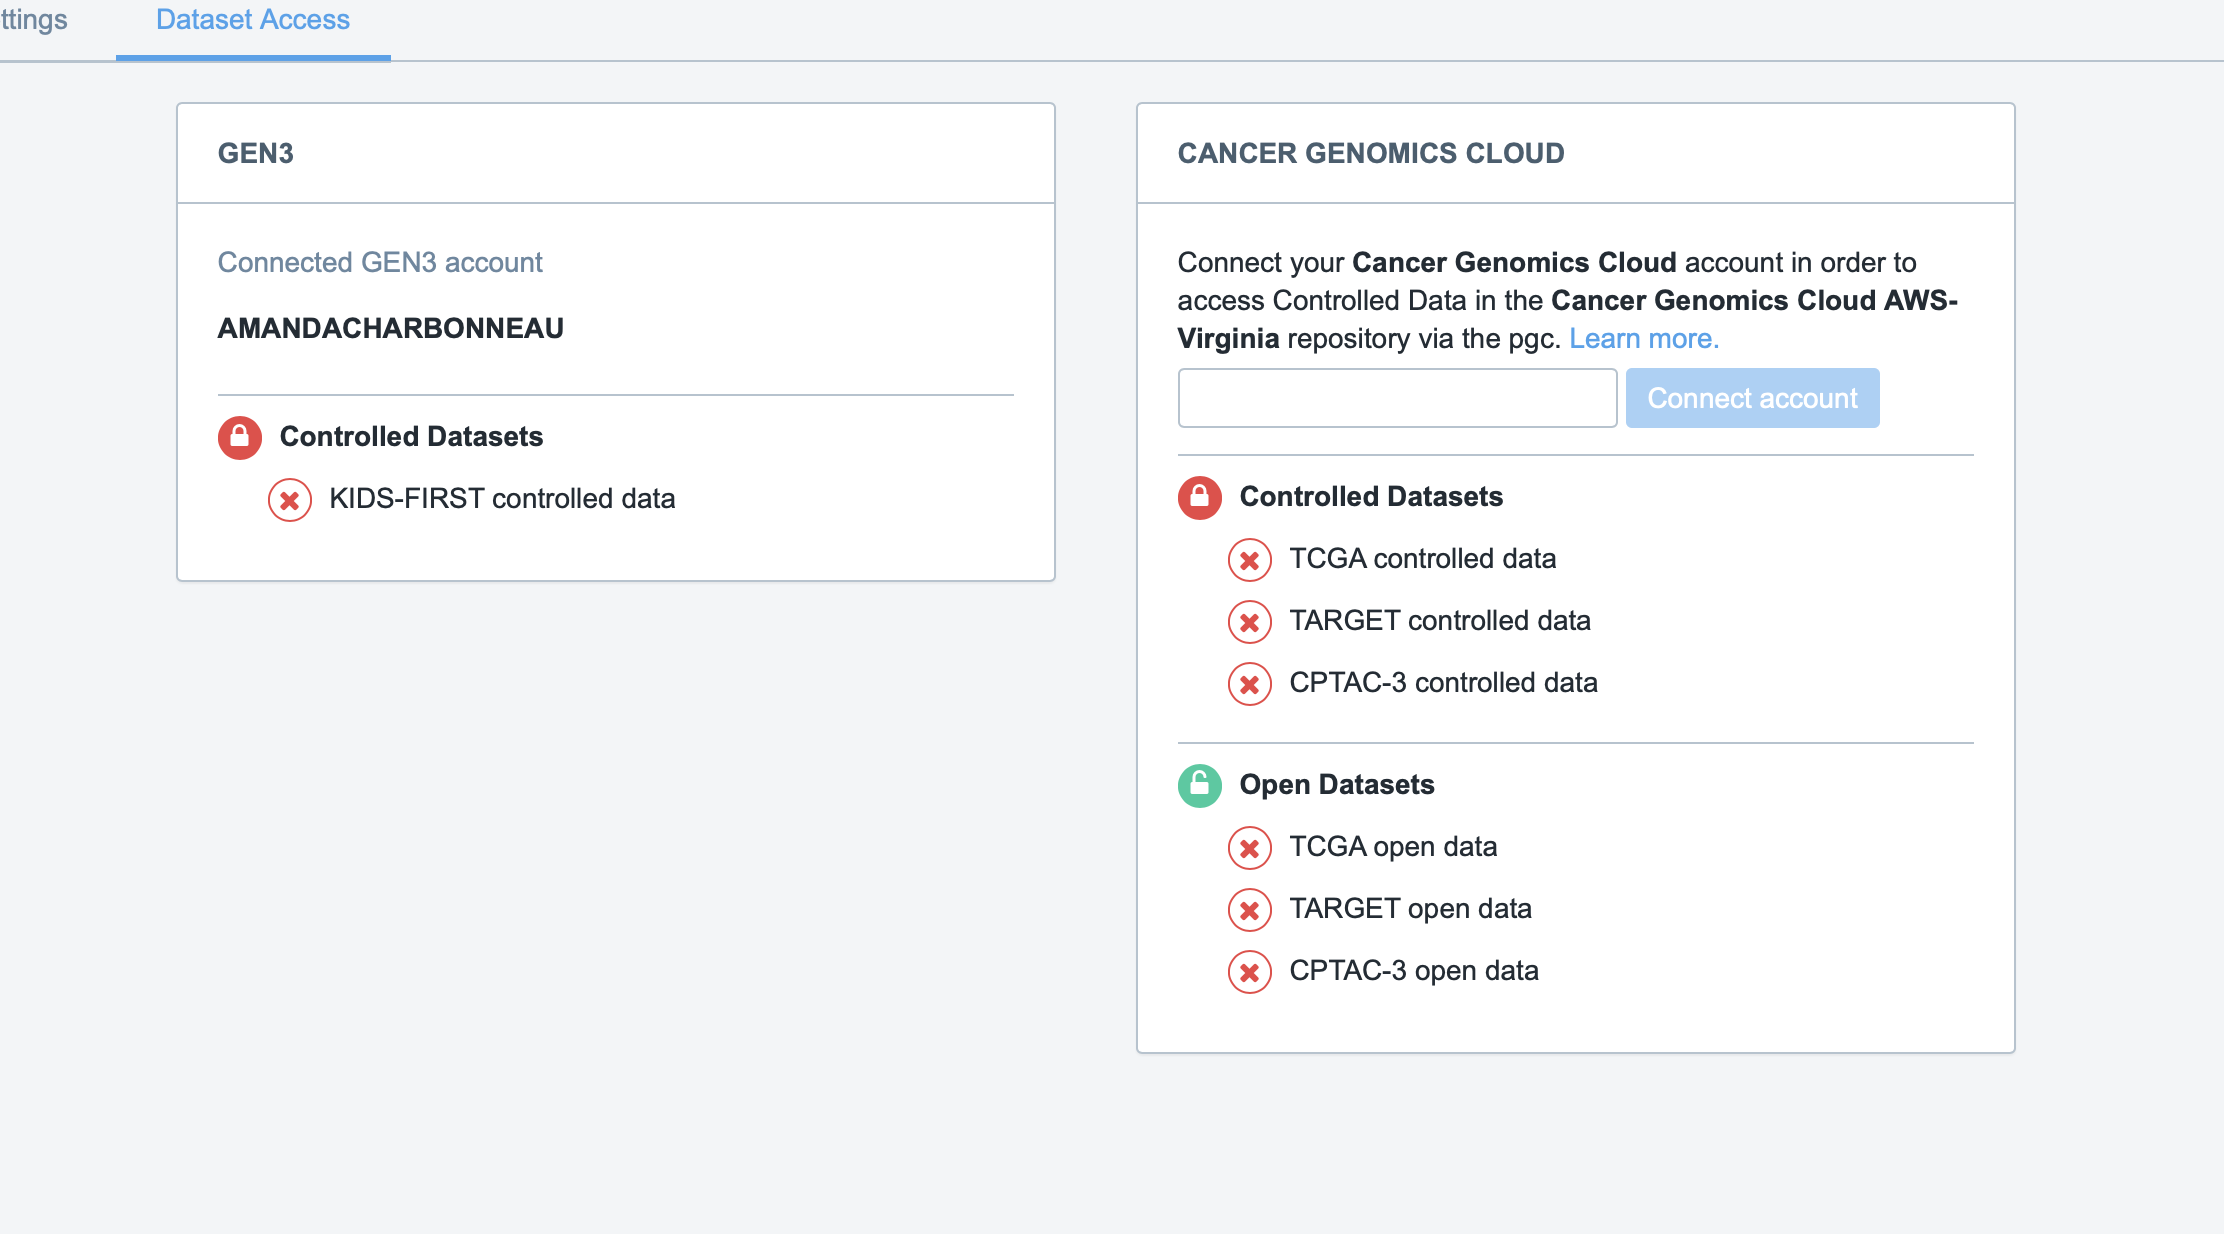 ttings
Dataset Access
GEN3
Connected GEN3 account
AMANDACHARBONNEAU
Controlled Datasets
KIDS-FIRST controlled data
CANCER GENOMICS CLOUD
Connect your Cancer Genomics Cloud account in order to
access Controlled Data in the Cancer Genomics Cloud AWS-
Virginia repository via the pgc. Learn more.
Connect account
Controlled Datasets
TCGA controlled data
TARGET controlled data
CPTAC-3 controlled data
Open Datasets
TCGA open data
TARGET open data
CPTAC-3 open data